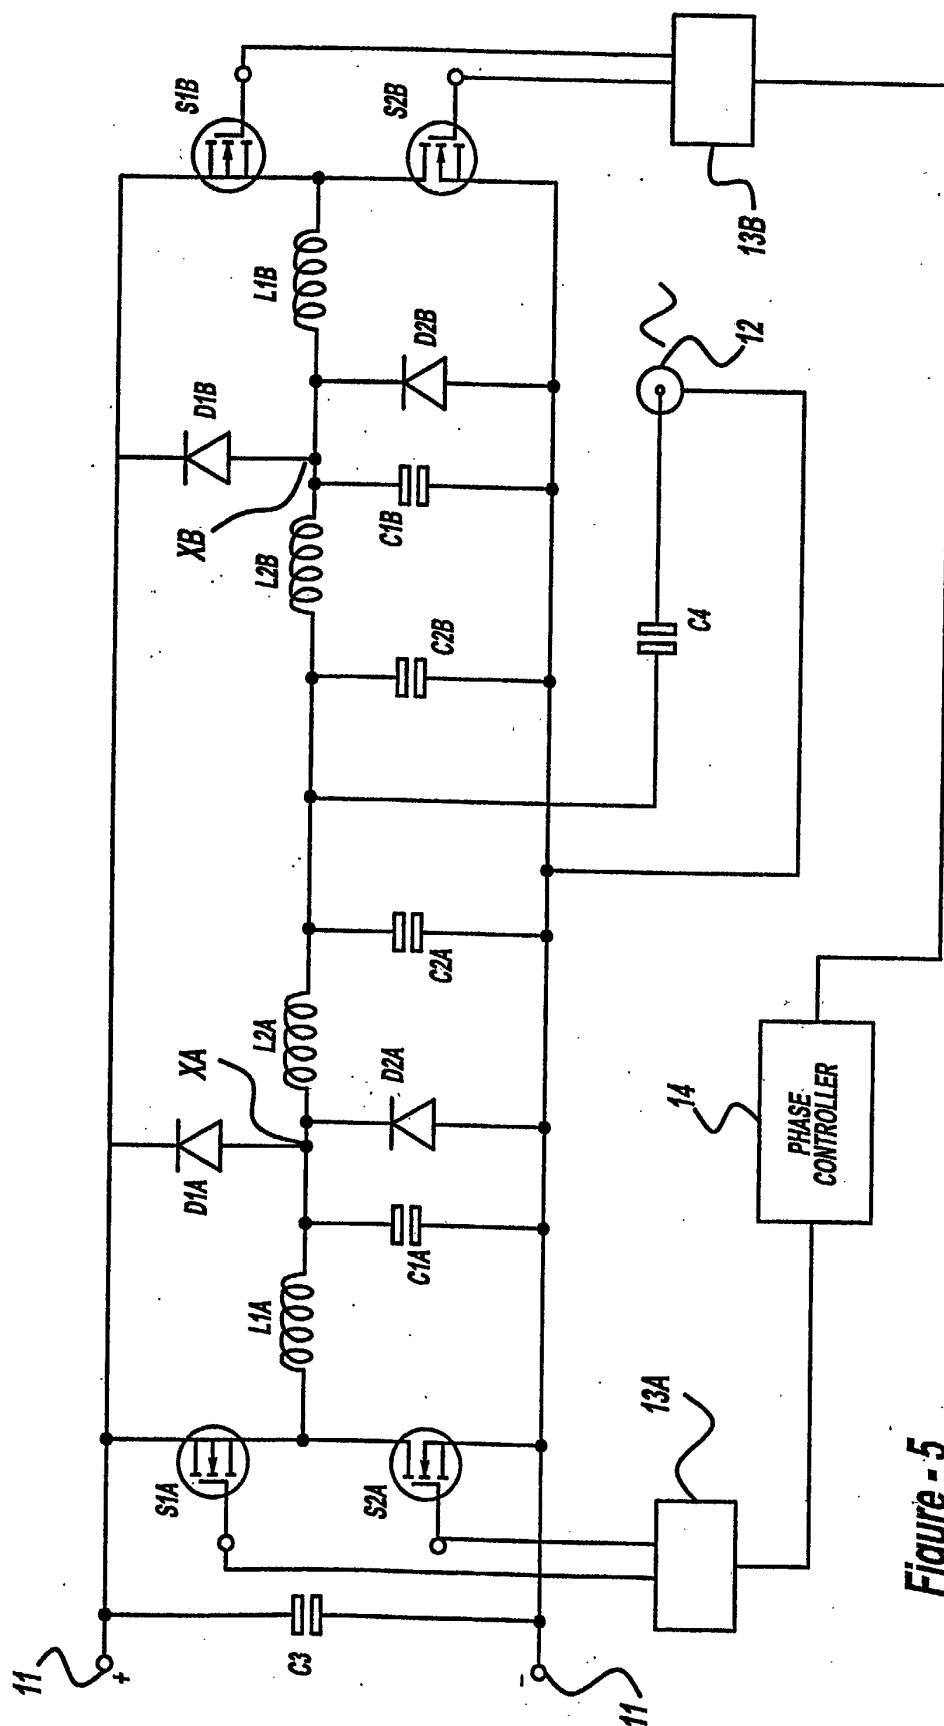 S1B
S2B
13B
L1B
D2B
12
D1B
XB
C1B
L2B
C2B
C4
C2A
L2A
XA
D2A
14
PHASE
CONTROLLER
D1A
C1A
L1A
13A
S1A
S2A
C3
11
+
-
11
Figure - 5